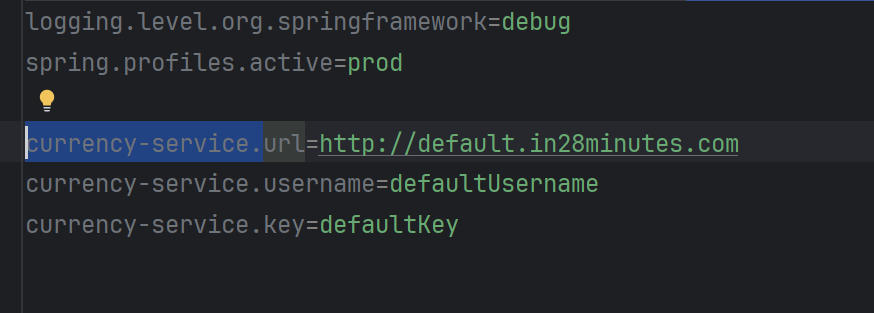 logging.level.org.springframework=debug
spring.profiles.active=prod
currency-service.url=http://default.in28minutes.com
currency-service.username=defaultUsername
currency-service.key=defaultKey